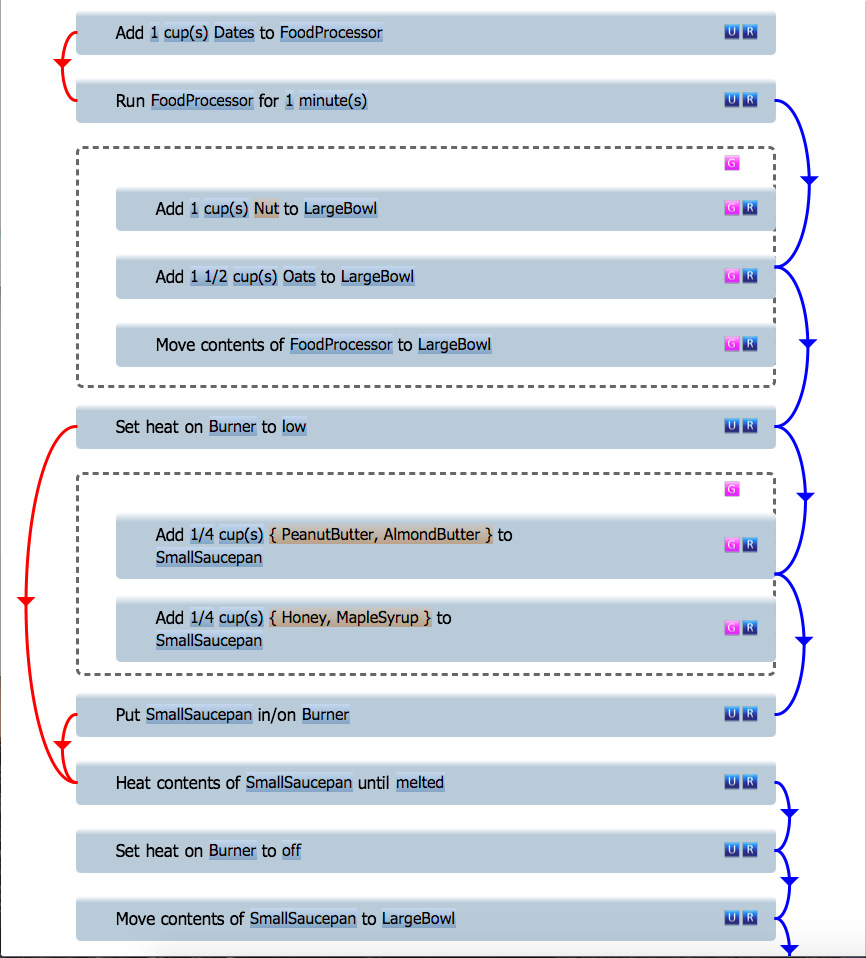 Add 1 cup(s) Dates to FoodProcessor U R
Run FoodProcessor for 1 minute(s) U R
G
Add 1 cup(s) Nut to LargeBowl G R
Add 1 1/2 cup(s) Oats to LargeBowl G R
Move contents of FoodProcessor to LargeBowl G R
Set heat on Burner to low U R
G
Add 1/4 cup(s) { PeanutButter, AlmondButter } to
SmallSaucepan G R
Add 1/4 cup(s) { Honey, MapleSyrup } to
SmallSaucepan G R
Put SmallSaucepan in/on Burner U R
Heat contents of SmallSaucepan until melted U R
Set heat on Burner to off U R
Move contents of SmallSaucepan to LargeBowl U R